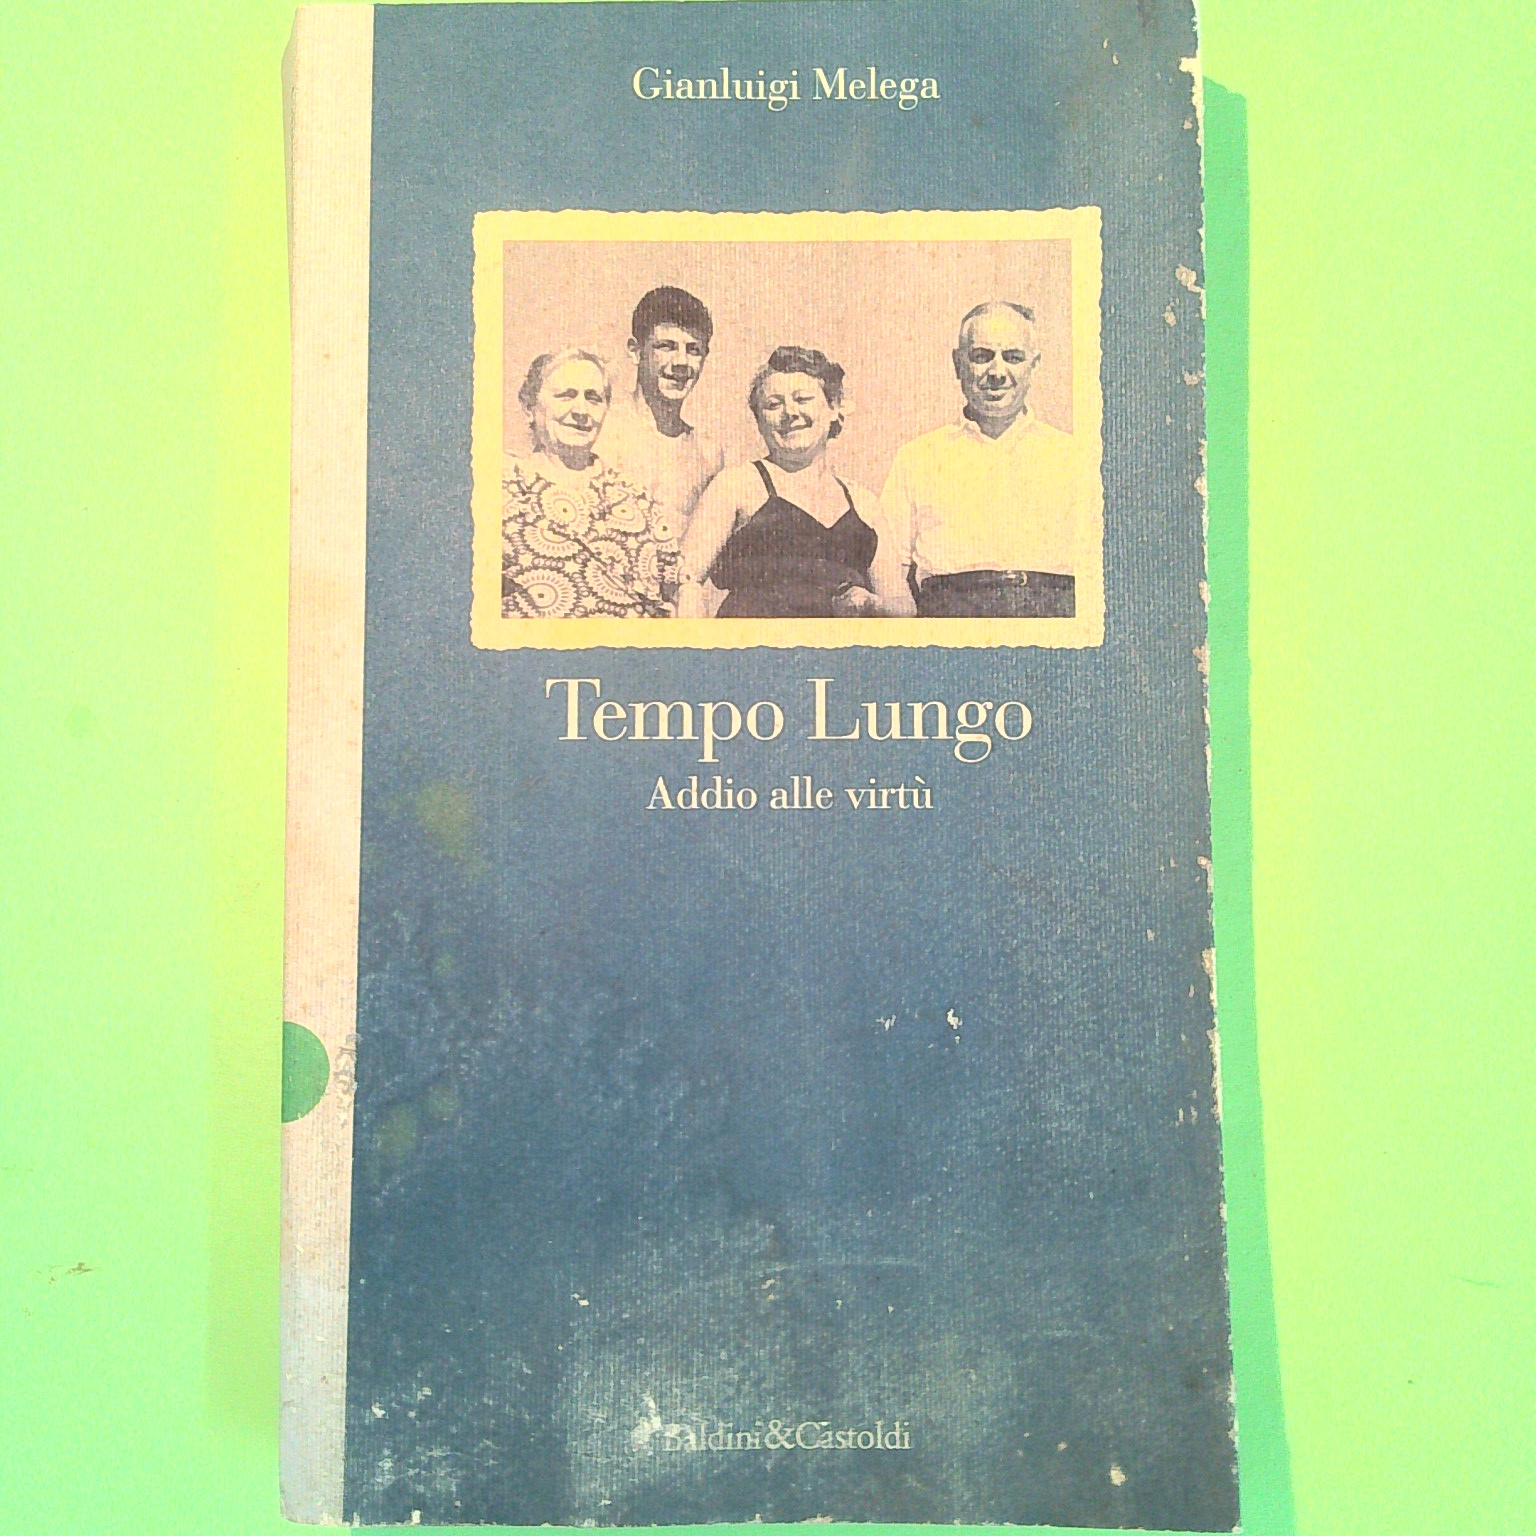 Gianluigi Melega
Tempo Lungo
Addio alle virtù
Baldini&Castoldi